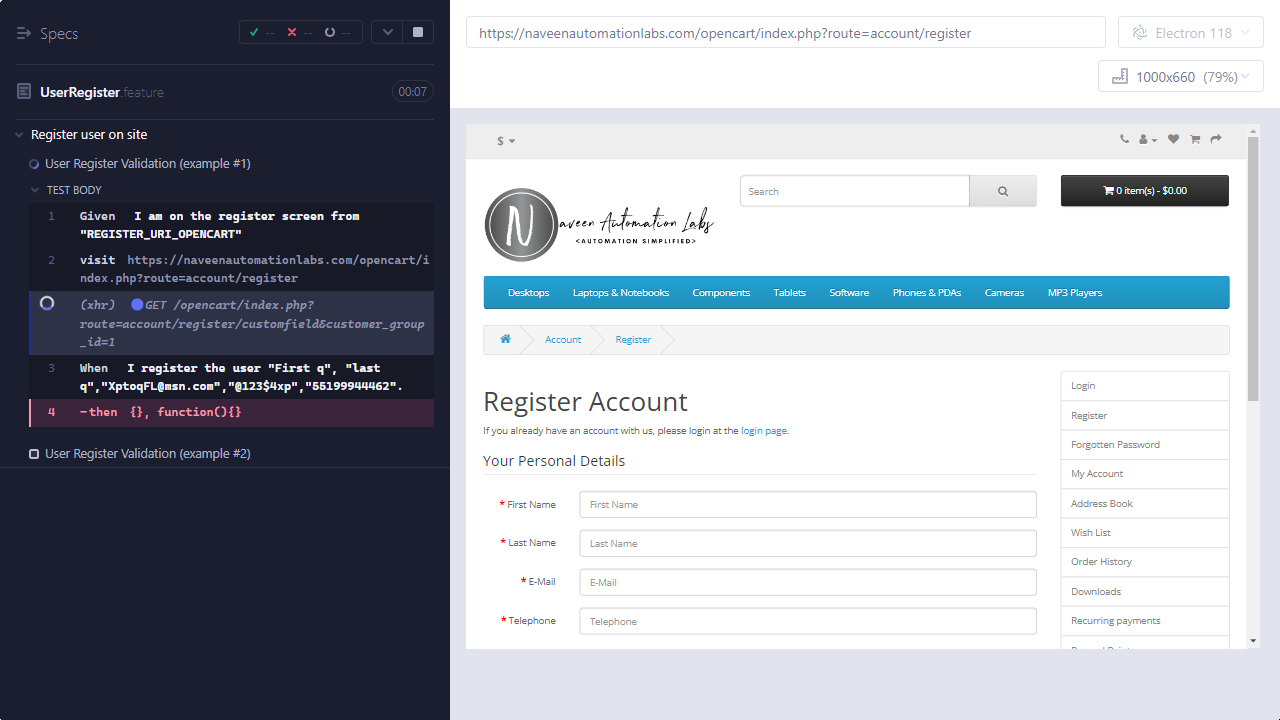 Specs
-- -- --
UserRegister.feature
00:07
Register user on site
User Register Validation (example #1)
TEST BODY
1 Given I am on the register screen from
"REGISTER_URI_OPENCART"
2 visit https://naveenautomationlabs.com/opencart/i
ndex.php?route=account/register
(xhr) GET /opencart/index.php?
route=account/register/customfield&customer_group
_id=1
3 When I register the user "First q", "last
q","XptoqFL@msn.com","@123$4xp","55199944462".
4 -then {}, function(){}
User Register Validation (example #2)
https://naveenautomationlabs.com/opencart/index.php?route=account/register
Electron 118
1000x660 (79%)
$
N
aveen Automation Labs
<AUTOMATION SIMPLIFIED>
Search
0 item(s) - $0.00
Desktops Laptops & Notebooks Components Tablets Software Phones & PDAs Cameras MP3 Players
Account Register
Register Account
If you already have an account with us, please login at the login page.
Your Personal Details
* First Name First Name
* Last Name Last Name
* E-Mail E-Mail
* Telephone Telephone
Login
Register
Forgotten Password
My Account
Address Book
Wish List
Order History
Downloads
Recurring payments